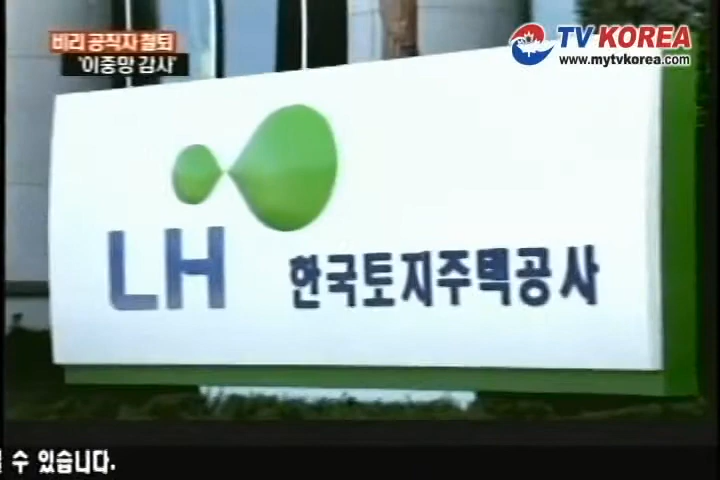 비리 공직자 철퇴
'이중망 감사'
TV KOREA
www.mytvkorea.com
LH 한국토지주택공사
수 있습니다.